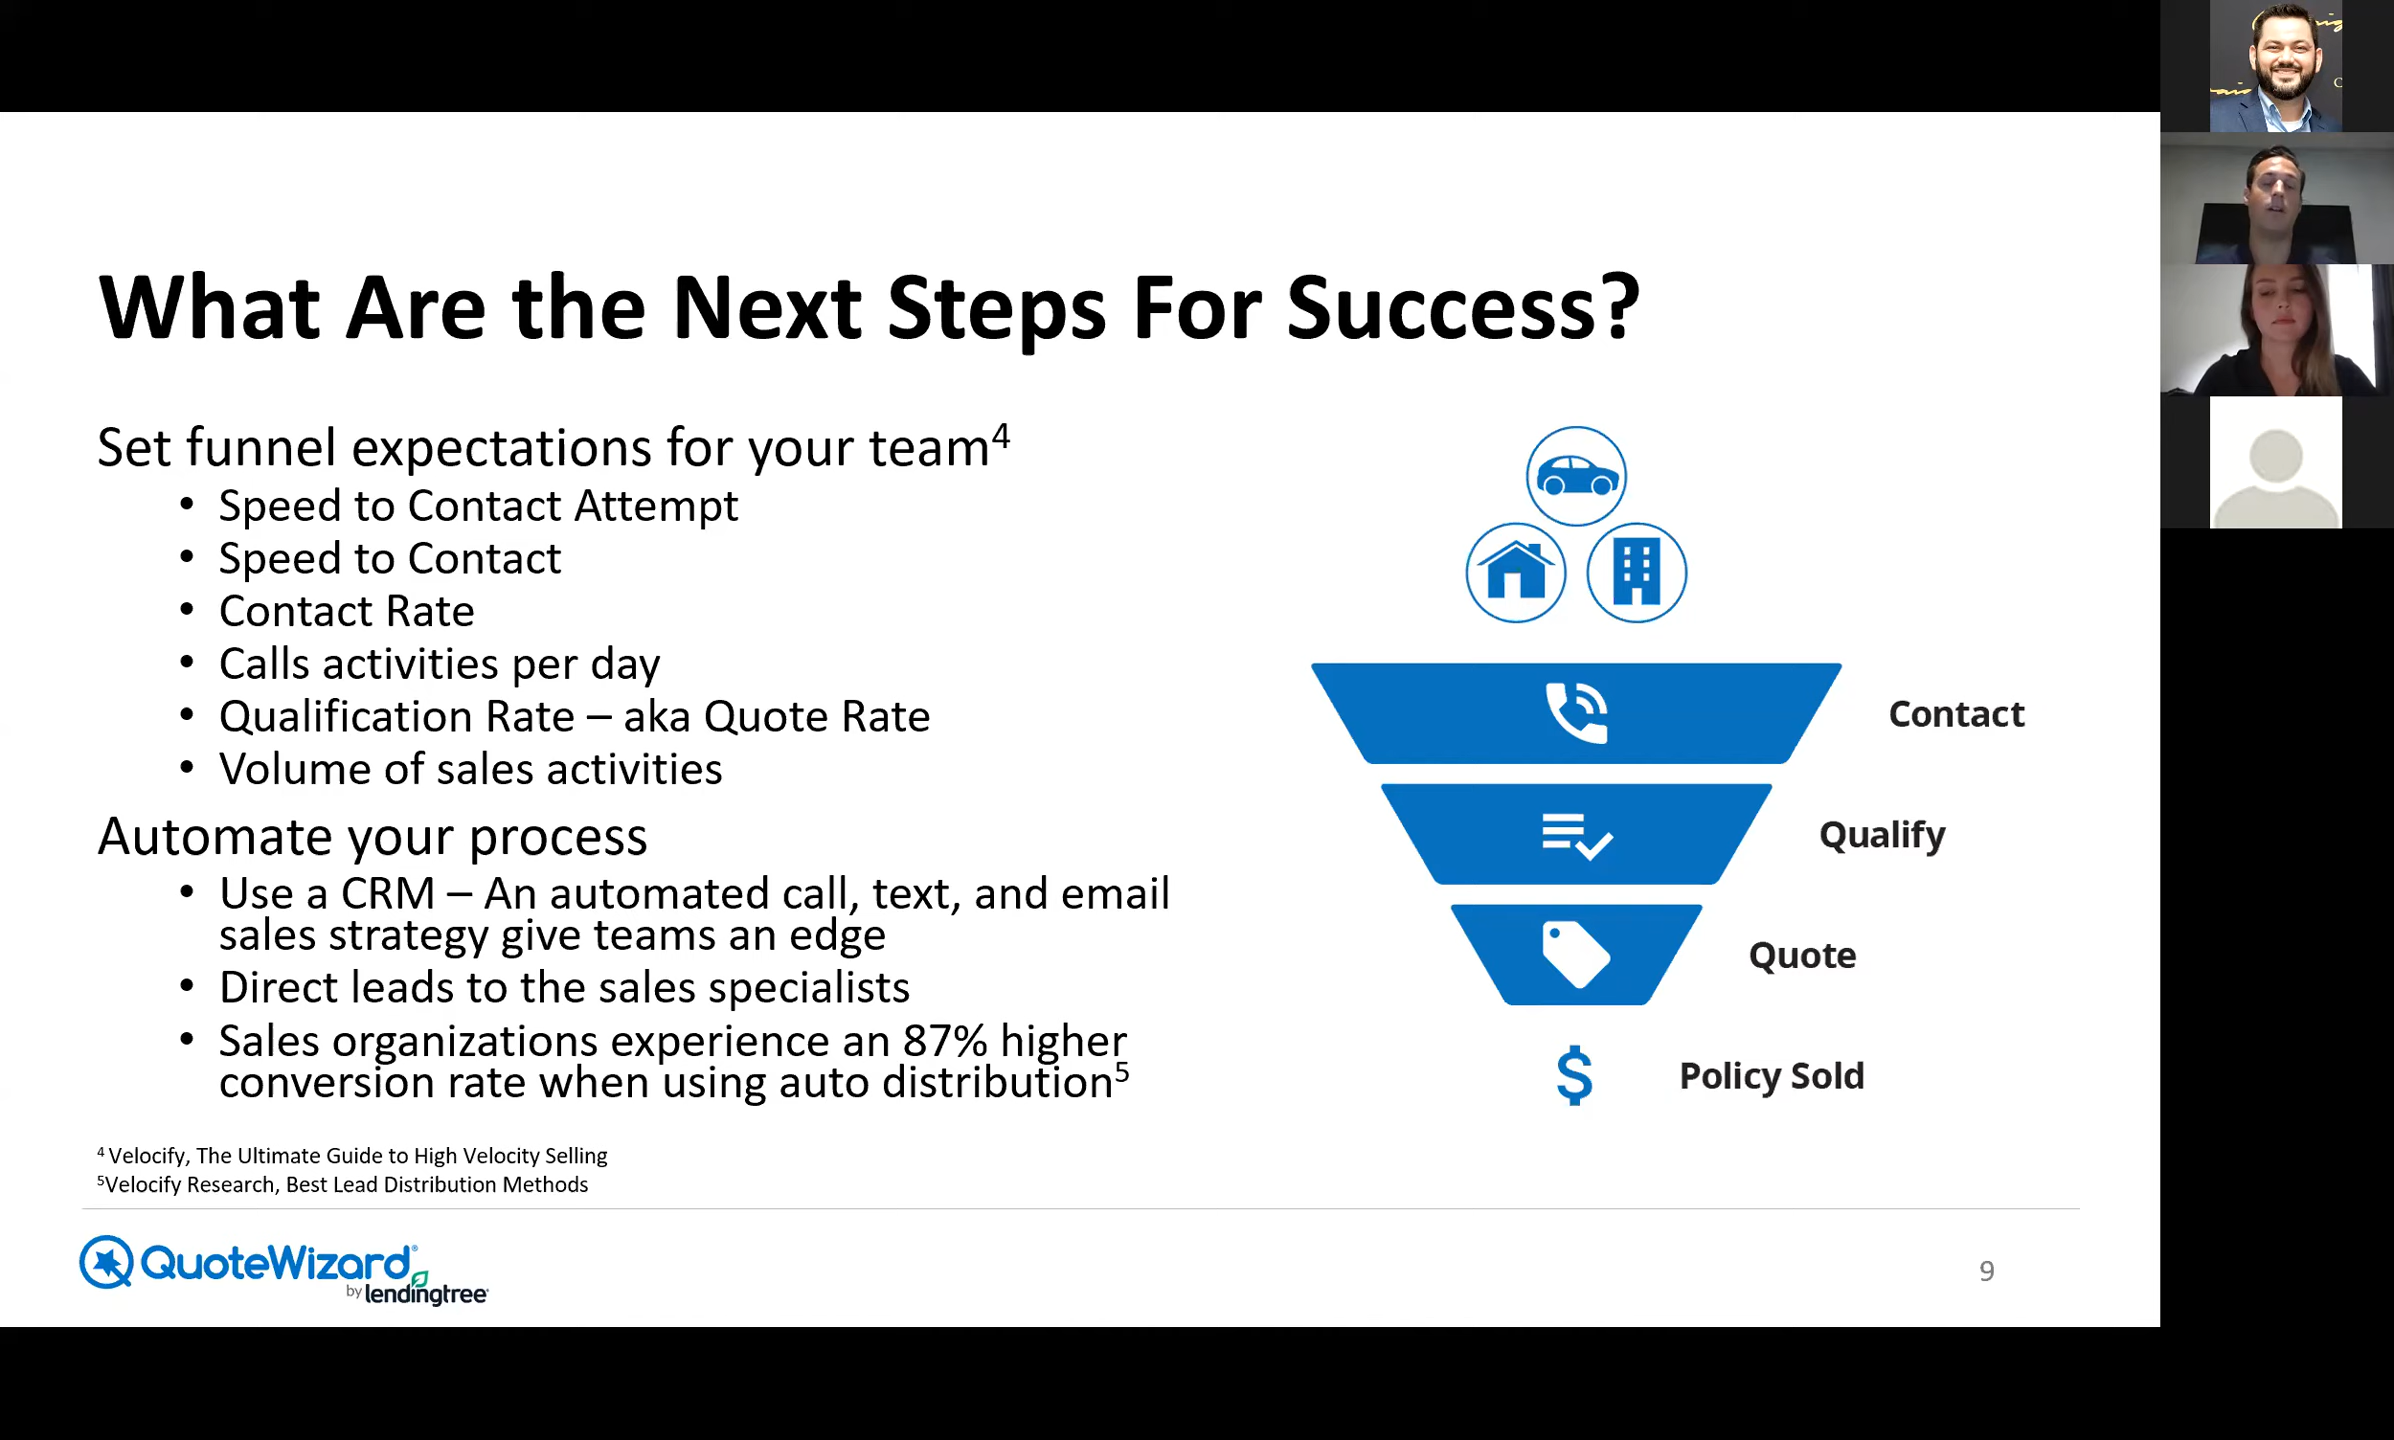 What Are the Next Steps For Success?
Set funnel expectations for your team⁴
• Speed to Contact Attempt
• Speed to Contact
• Contact Rate
• Calls activities per day
• Qualification Rate – aka Quote Rate
• Volume of sales activities
Automate your process
• Use a CRM – An automated call, text, and email
sales strategy give teams an edge
• Direct leads to the sales specialists
• Sales organizations experience an 87% higher
conversion rate when using auto distribution⁵
Contact
Qualify
Quote
$ Policy Sold
⁴ Velocify, The Ultimate Guide to High Velocity Selling
⁵Velocify Research, Best Lead Distribution Methods
QuoteWizard®
by lendingtree
9